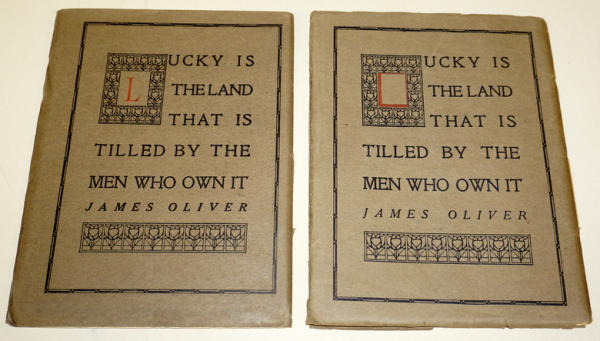 LUCKY IS
THE LAND
THAT IS
TILLED BY THE
MEN WHO OWN IT
JAMES OLIVER
LUCKY IS
THE LAND
THAT IS
TILLED BY THE
MEN WHO OWN IT
JAMES OLIVER